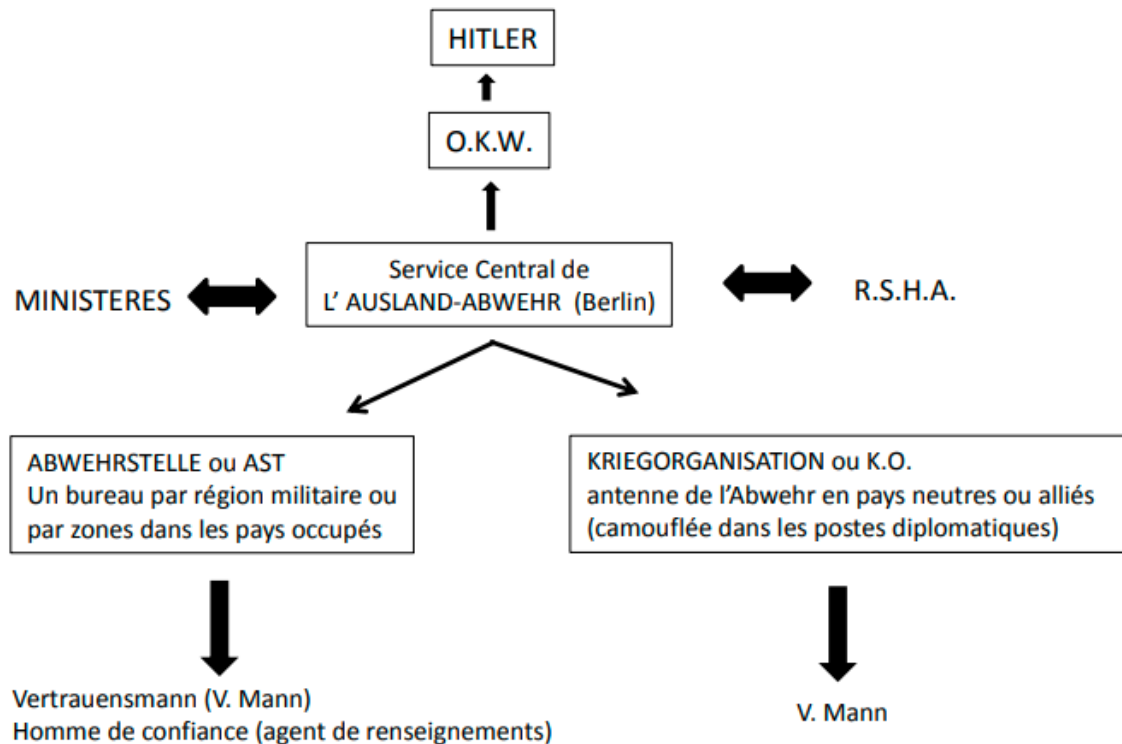 HITLER
O.K.W.
Service Central de
L' AUSLAND-ABWEHR (Berlin)
MINISTERES
R.S.H.A.
ABWEHRSTELLE ou AST
Un bureau par région militaire ou
par zones dans les pays occupés
KRIEGORGANISATION ou K.O.
antenne de l'Abwehr en pays neutres ou alliés
(camouflée dans les postes diplomatiques)
Vertrauensmann (V. Mann)
Homme de confiance (agent de renseignements)
V. Mann